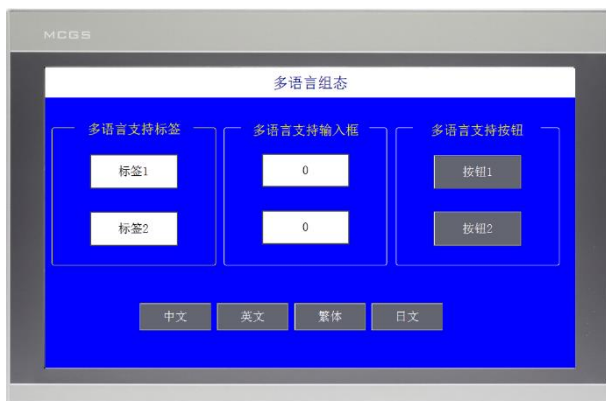 MCGS
多语言组态
多语言支持标签
多语言支持输入框
多语言支持按钮
标签1
0
按钮1
标签2
0
按钮2
中文
英文
繁体
日文